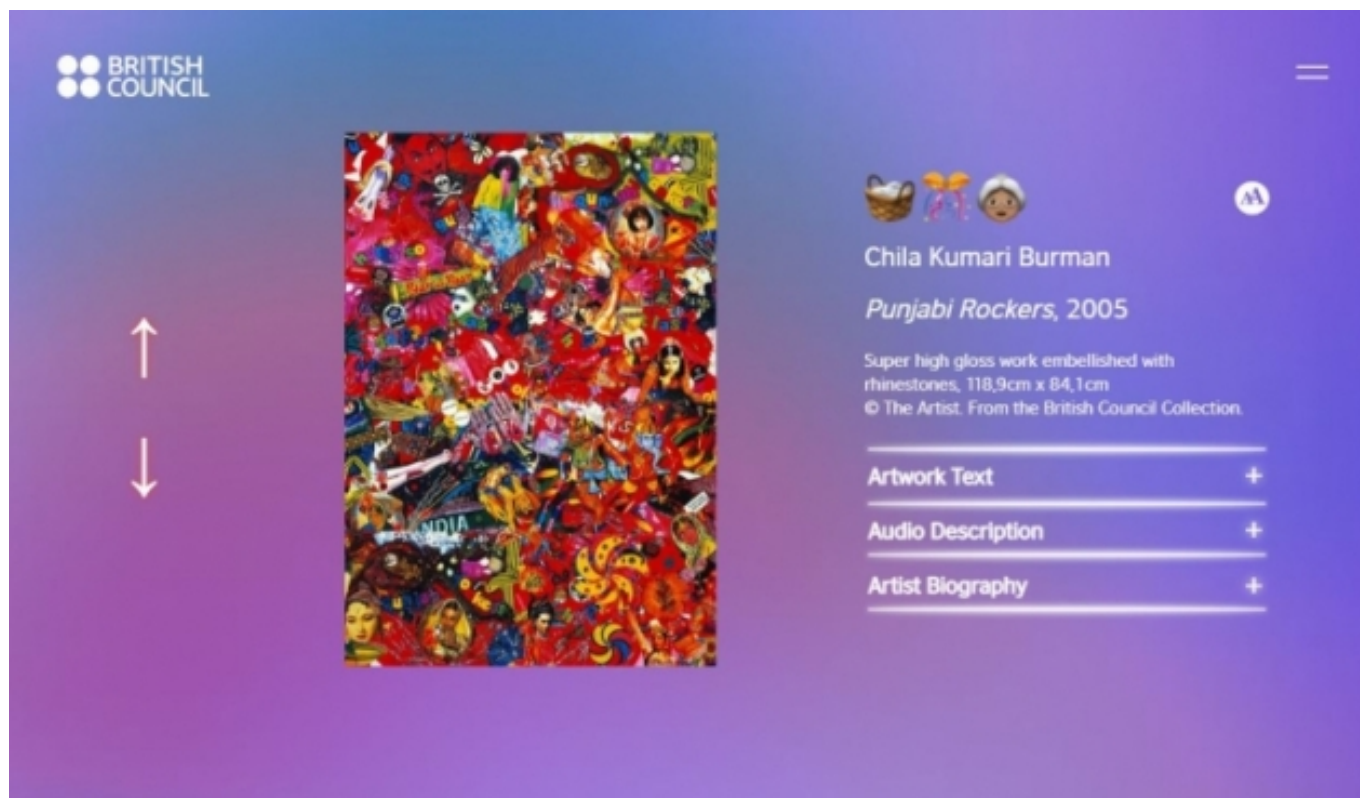 BRITISH
COUNCIL
Chila Kumari Burman
Punjabi Rockers, 2005
Super high gloss work embellished with
rhinestones, 118,9cm x 84,1cm
© The Artist. From the British Council Collection.
Artwork Text +
Audio Description +
Artist Biography +
INDIA